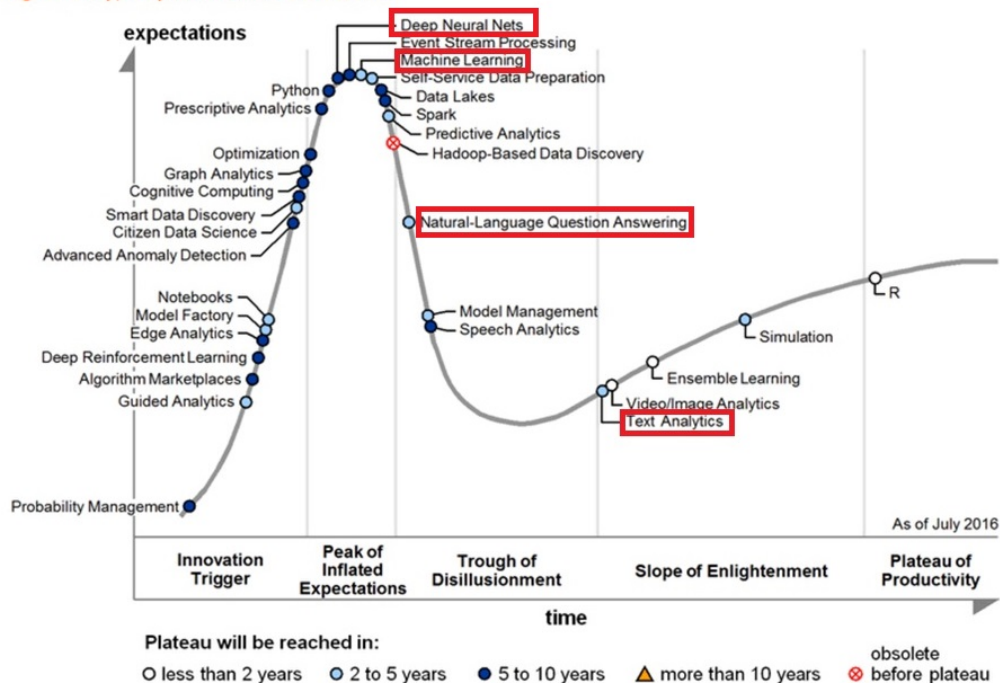 expectations
Deep Neural Nets
Event Stream Processing
Machine Learning
Self-Service Data Preparation
Python
Data Lakes
Prescriptive Analytics
Spark
Predictive Analytics
Hadoop-Based Data Discovery
Optimization
Graph Analytics
Cognitive Computing
Smart Data Discovery
Citizen Data Science
Advanced Anomaly Detection
Natural-Language Question Answering
Notebooks
Model Factory
Edge Analytics
Deep Reinforcement Learning
Algorithm Marketplaces
Guided Analytics
Model Management
Speech Analytics
R
Simulation
Ensemble Learning
Video/Image Analytics
Text Analytics
Probability Management
As of July 2016
Innovation
Trigger
Peak of
Inflated
Expectations
Trough of
Disillusionment
Slope of Enlightenment
Plateau of
Productivity
time
Plateau will be reached in:
less than 2 years
2 to 5 years
5 to 10 years
more than 10 years
obsolete
before plateau